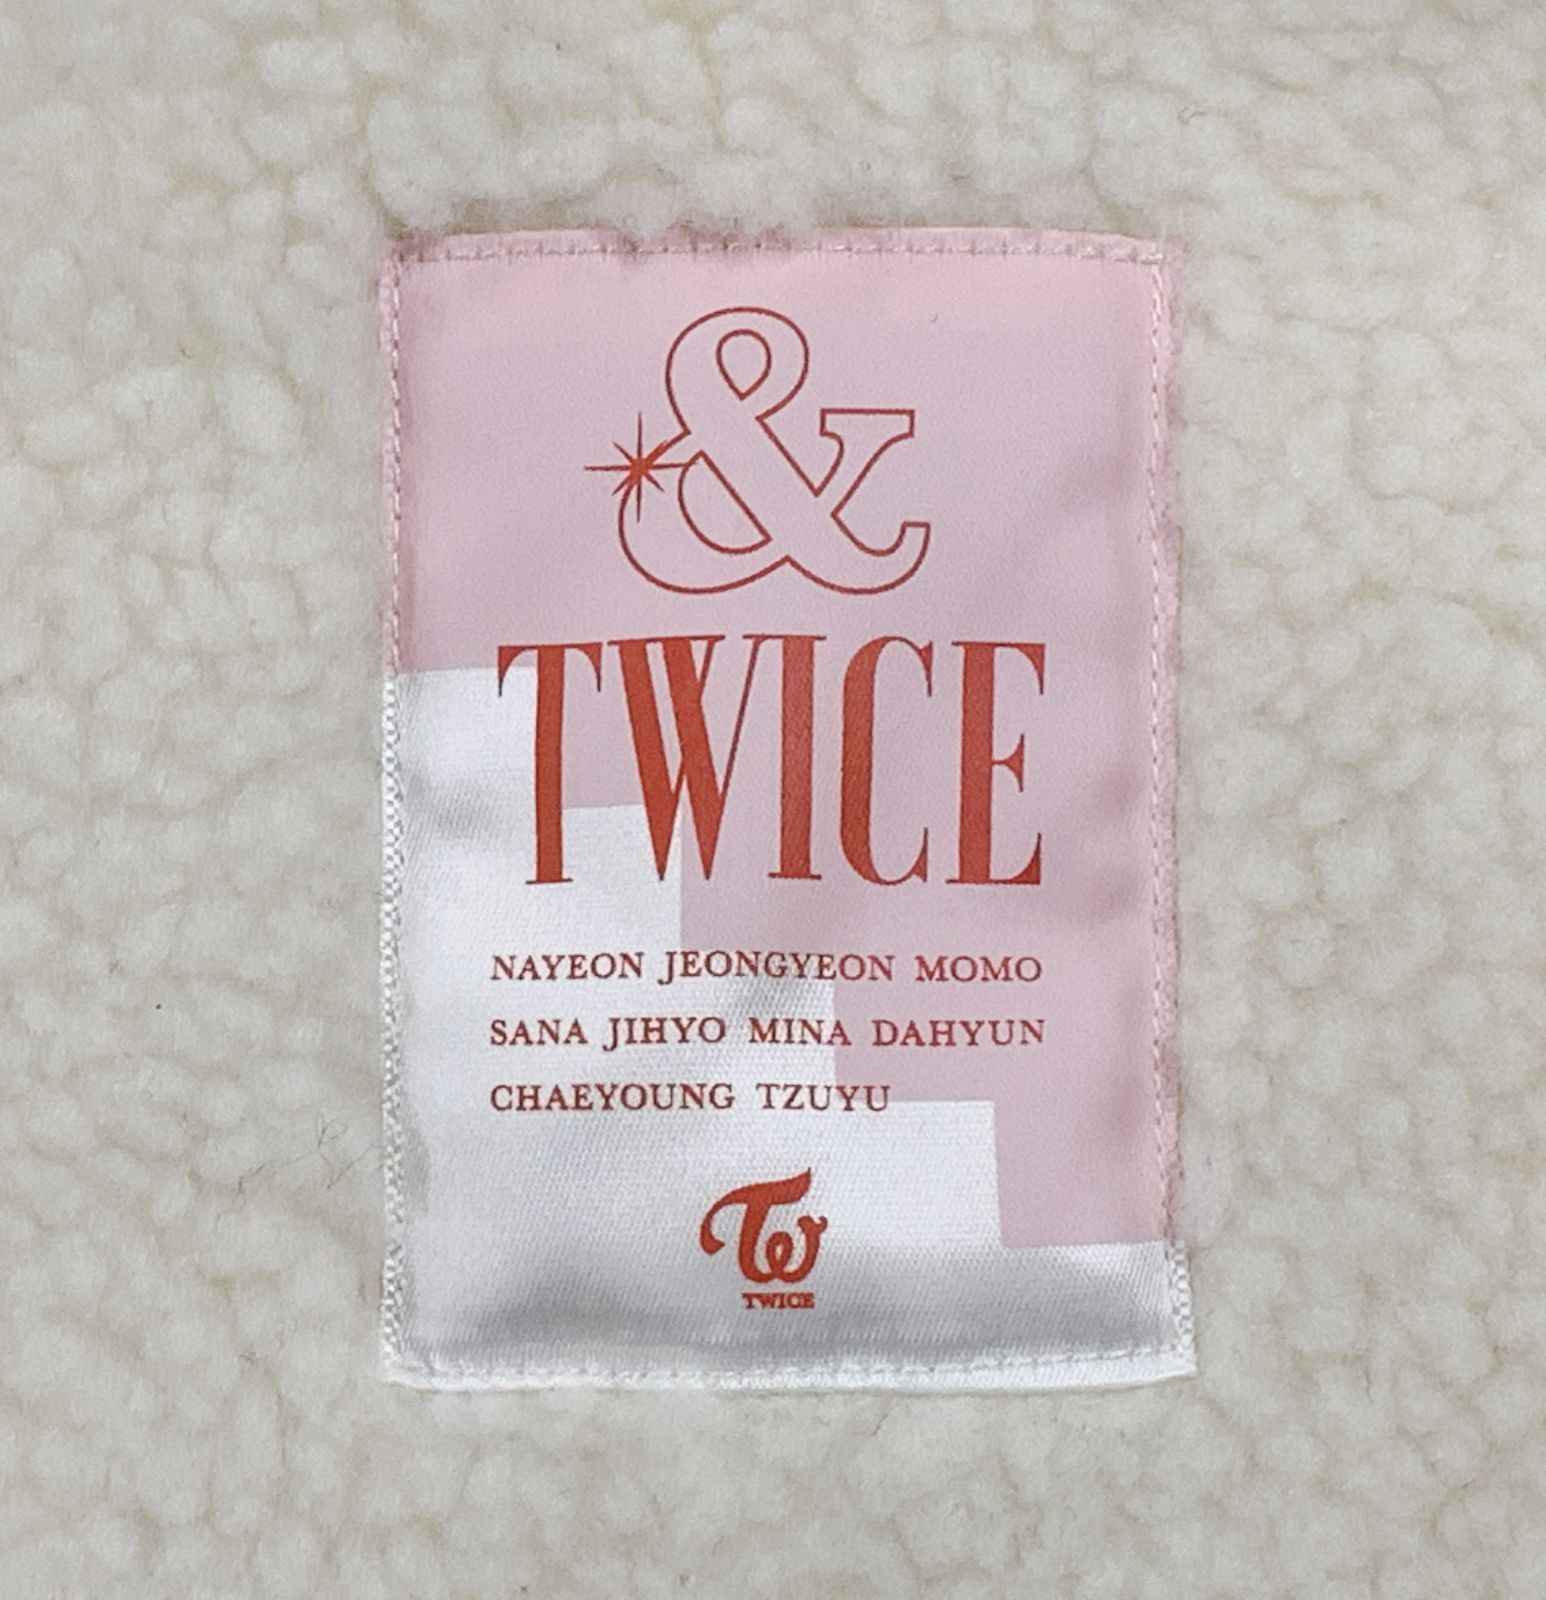 &
TWICE
NAYEON JEONGYEON MOMO
SANA JIHYO MINA DAHYUN
CHAEYOUNG TZUYU
TW
TWICE